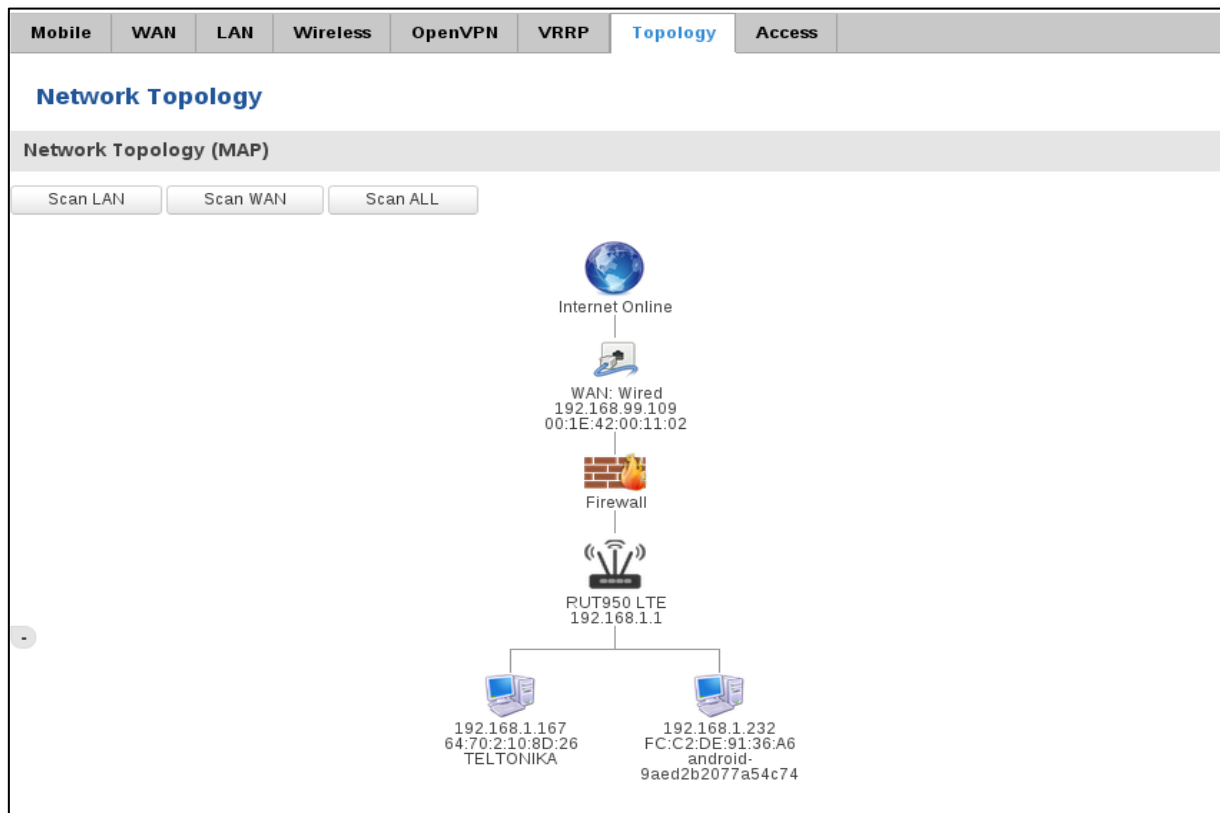 Mobile WAN LAN Wireless OpenVPN VRRP Topology Access
Network Topology
Network Topology (MAP)
Scan LAN Scan WAN Scan ALL
Internet Online
WAN: Wired
192.168.99.109
00:1E:42:00:11:02
Firewall
RUT950 LTE
192.168.1.1
-
192.168.1.167
64:70:2:10:8D:26
TELTONIKA
192.168.1.232
FC:C2:DE:91:36:A6
android-
9aed2b2077a54c74